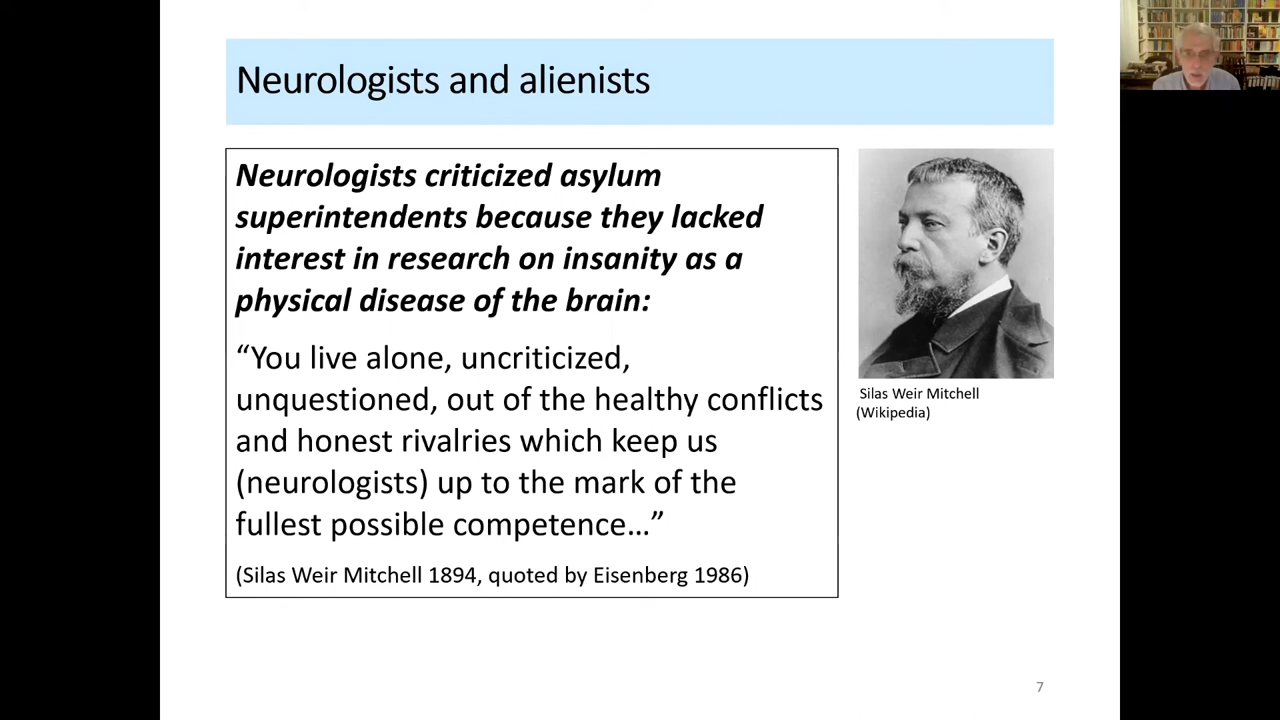 Neurologists and alienists
Neurologists criticized asylum
superintendents because they lacked
interest in research on insanity as a
physical disease of the brain:
“You live alone, uncriticized,
unquestioned, out of the healthy conflicts
and honest rivalries which keep us
(neurologists) up to the mark of the
fullest possible competence…”
(Silas Weir Mitchell 1894, quoted by Eisenberg 1986)
Silas Weir Mitchell
(Wikipedia)
7